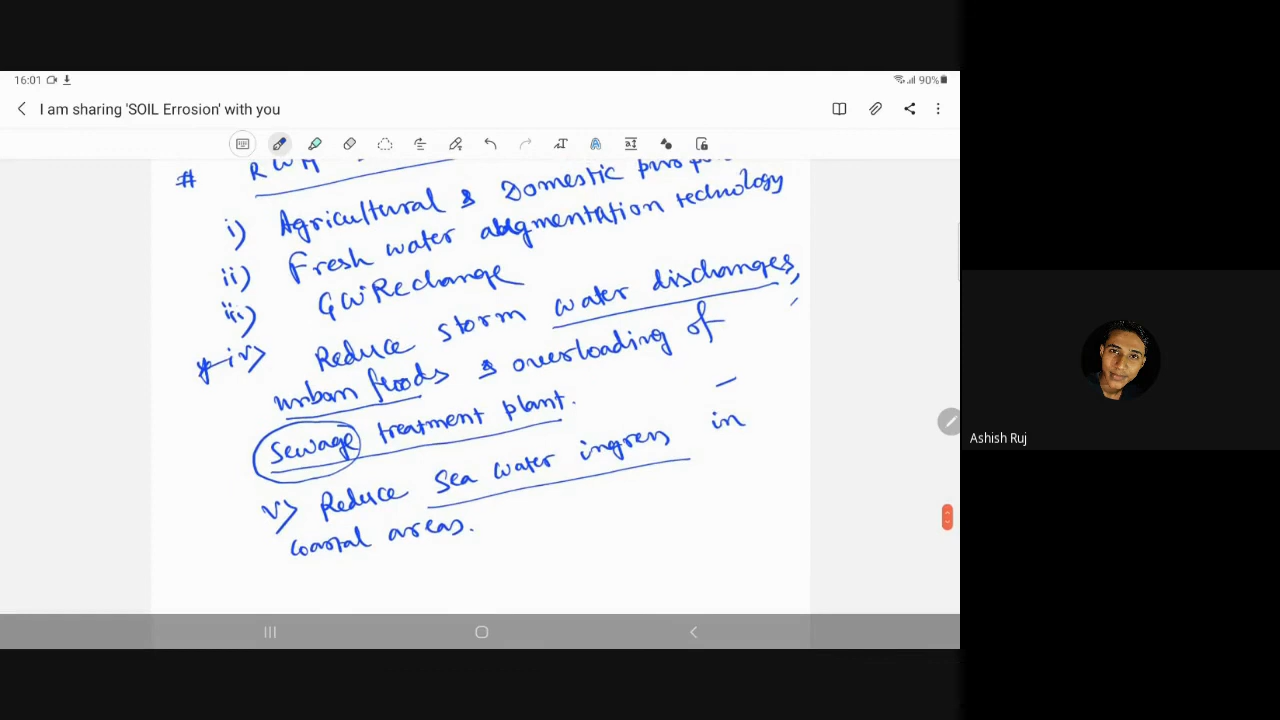 16:01
90%
I am sharing 'SOIL Errosion' with you
# RWH
i) Agricultural & Domestic
ii) Fresh water augmentation technology
iii) GW Recharge
iv) Reduce storm water discharges,
urban floods & overloading of
Sewage treatment plant.
v) Reduce Sea water ingress in
coastal areas.
Ashish Ruj